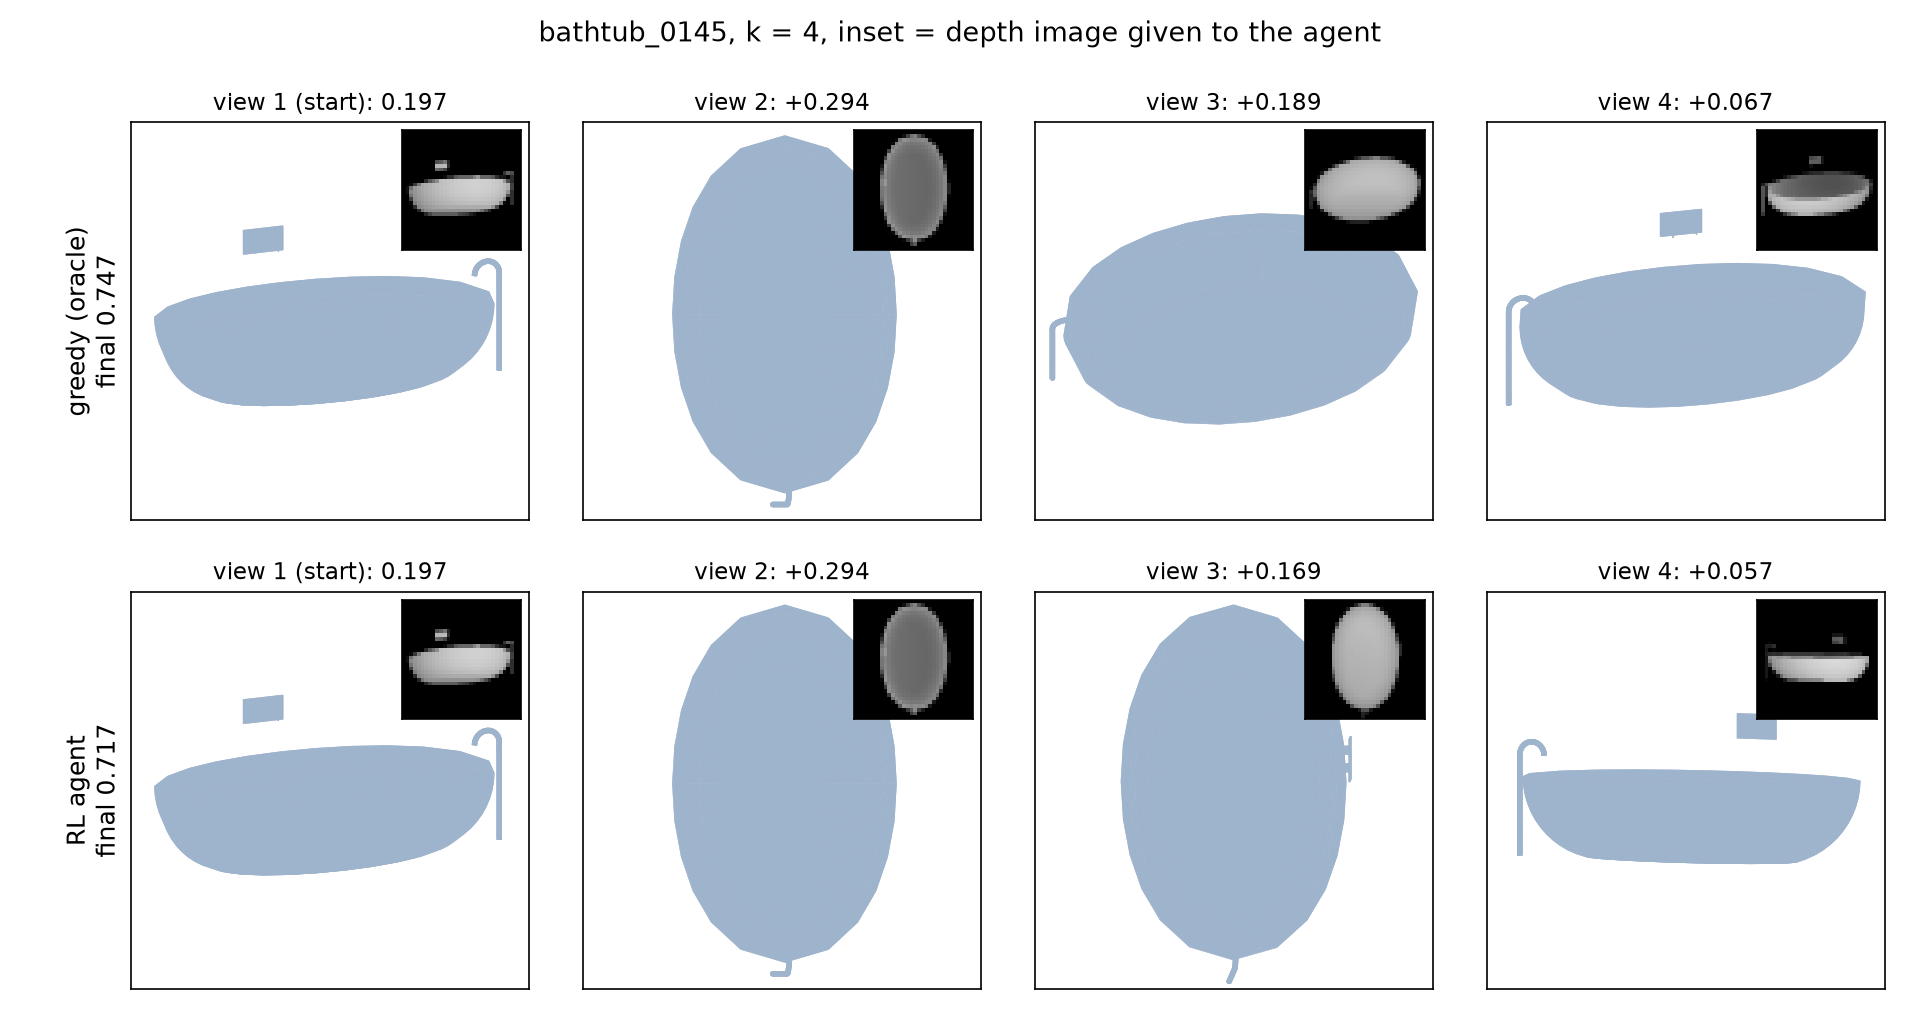 bathtub_0145, k = 4, inset = depth image given to the agent
view 1 (start): 0.197
view 2: +0.294
view 3: +0.189
view 4: +0.067
greedy (oracle)
final 0.747
view 1 (start): 0.197
view 2: +0.294
view 3: +0.169
view 4: +0.057
RL agent
final 0.717